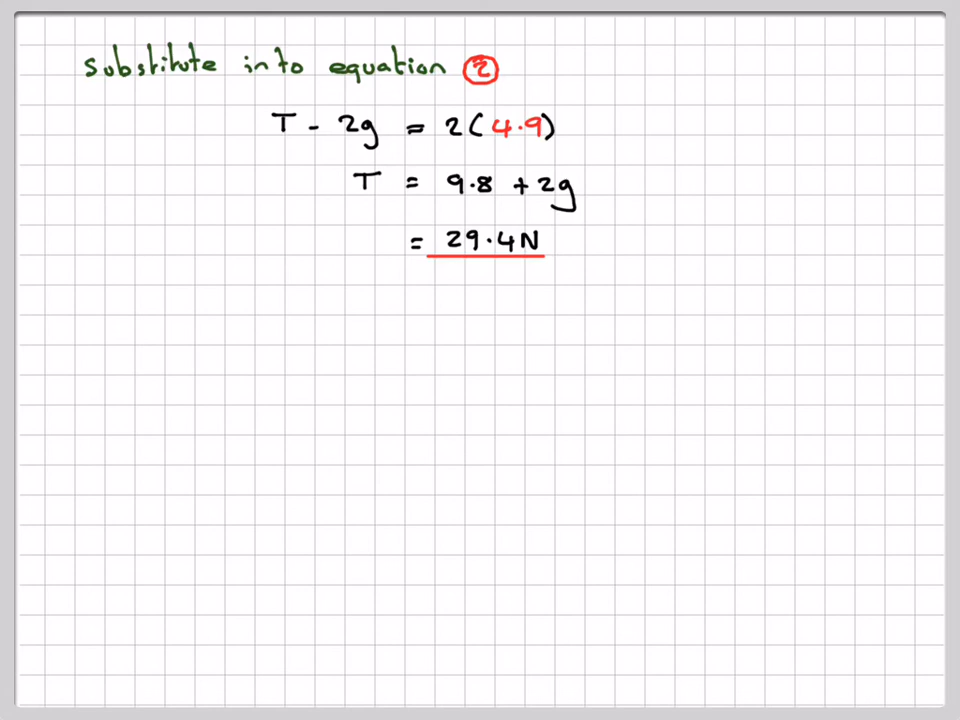 substitute into equation ②
T - 2g = 2(4.9)
T = 9.8 + 2g
= 29.4N